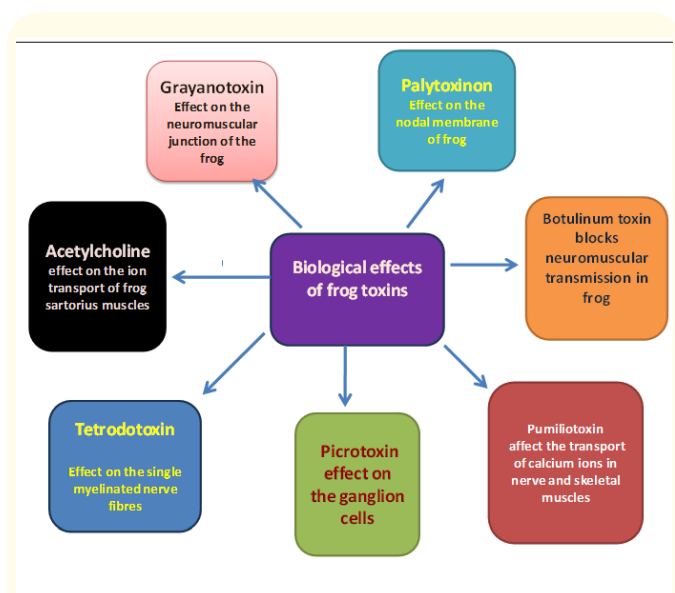 Grayanotoxin
Effect on the
neuromuscular
junction of the
frog
Palytoxinon
Effect on the
nodal membrane
of frog
Acetylcholine
effect on the ion
transport of frog
sartorius muscles
Biological effects
of frog toxins
Botulinum toxin
blocks
neuromuscular
transmission in
frog
Tetrodotoxin
Effect on the single
myelinated nerve
fibres
Picrotoxin
effect on
the ganglion
cells
Pumiliotoxin
affect the transport
of calcium ions in
nerve and skeletal
muscles